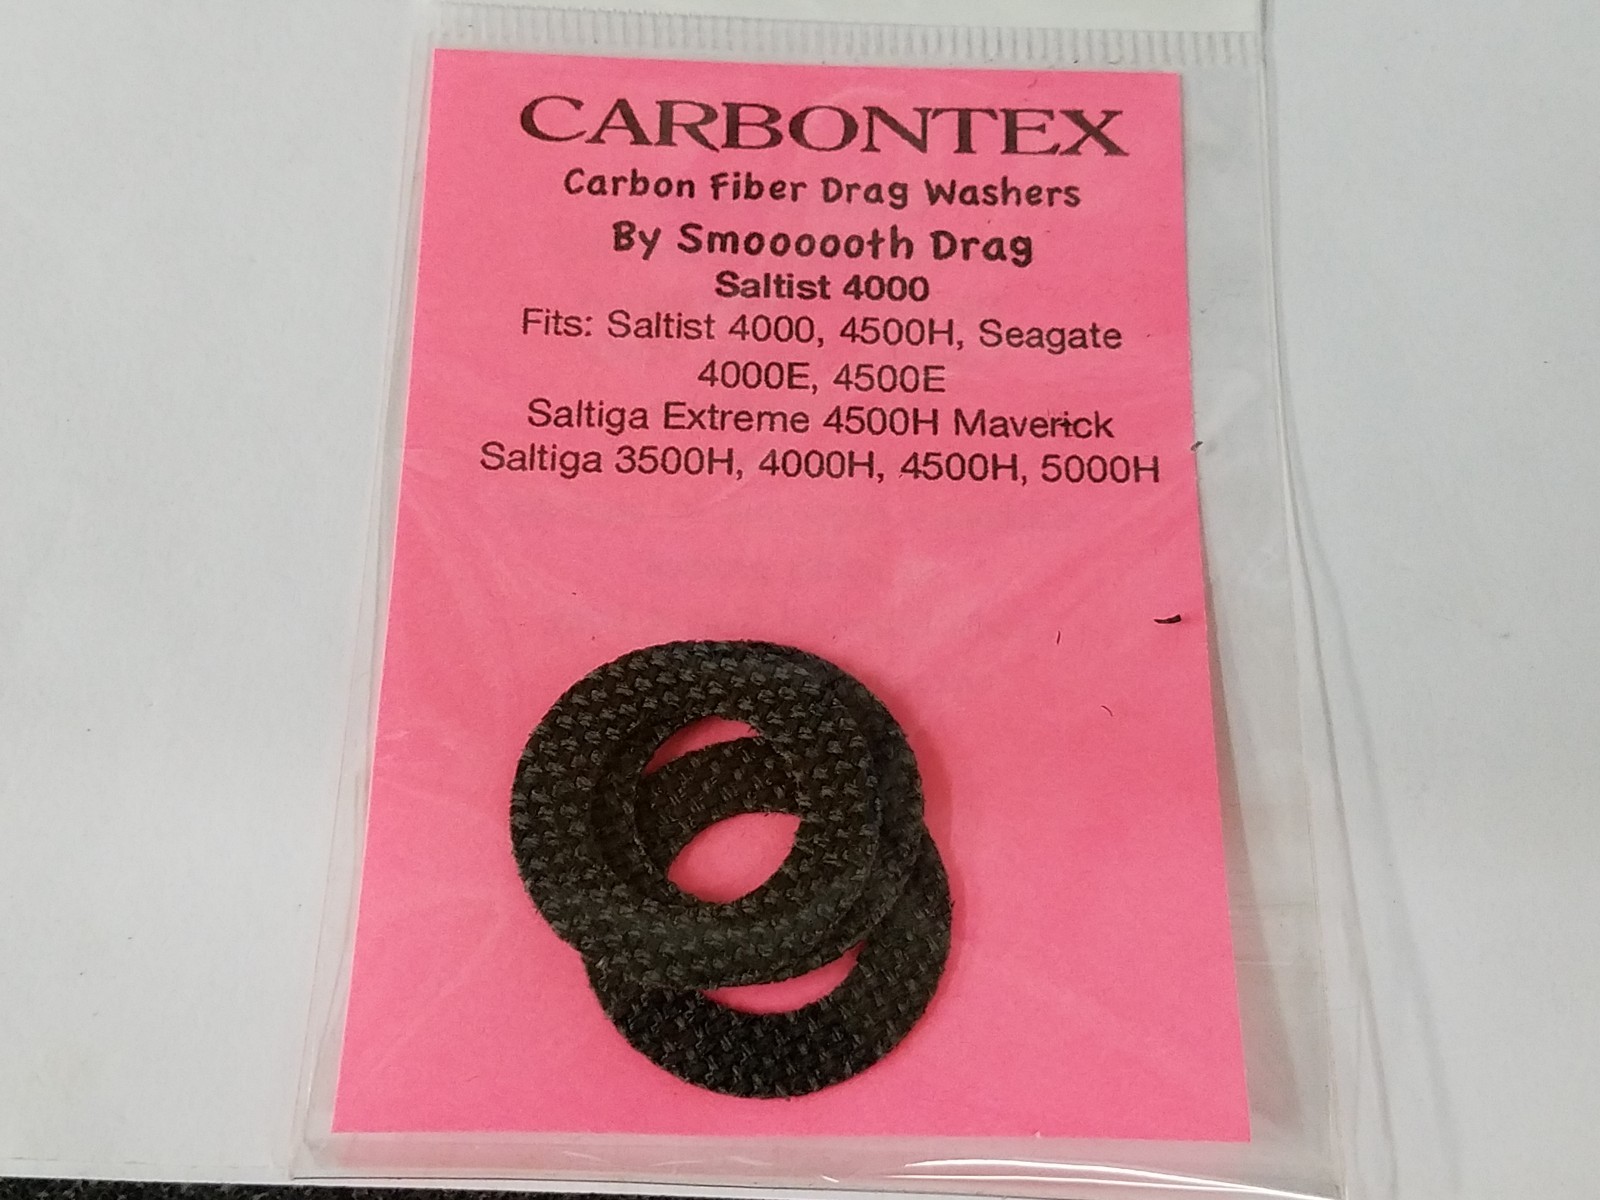 CARBONTEX
Carbon Fiber Drag Washers
By Smoooooth Drag
Saltist 4000
Fits: Saltist 4000, 4500H, Seagate
4000E, 4500E
Saltiga Extreme 4500H Maverick
Saltiga 3500H, 4000H, 4500H, 5000H